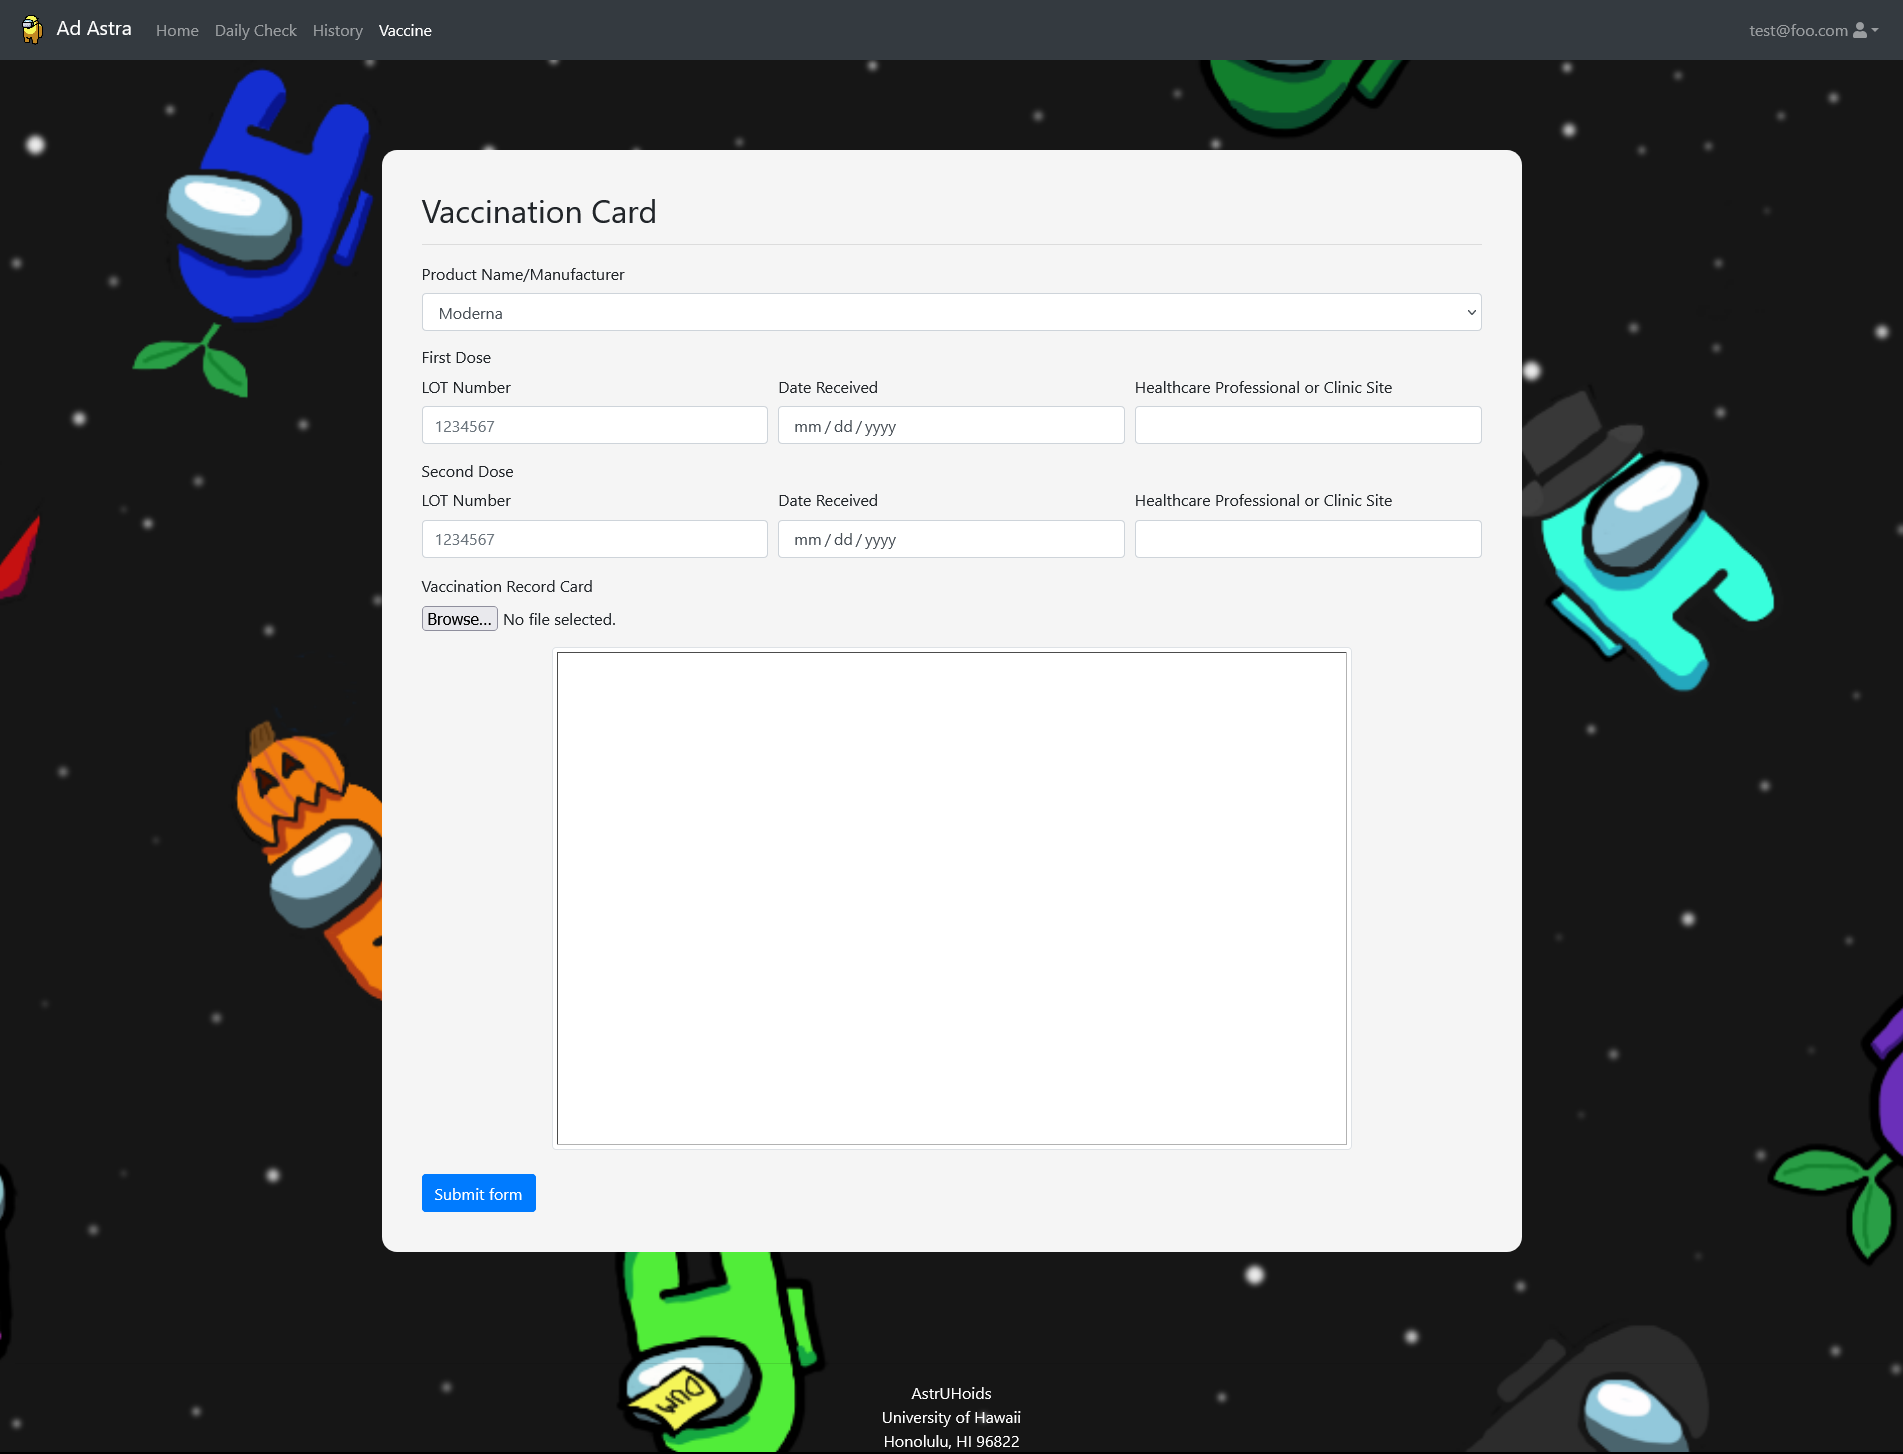 Ad Astra Home Daily Check History Vaccine test@foo.com
Vaccination Card
Product Name/Manufacturer
Moderna
First Dose
LOT Number Date Received Healthcare Professional or Clinic Site
1234567 mm / dd / yyyy
Second Dose
LOT Number Date Received Healthcare Professional or Clinic Site
1234567 mm / dd / yyyy
Vaccination Record Card
Browse... No file selected.
Submit form
DUM
AstrUHoids
University of Hawaii
Honolulu, HI 96822